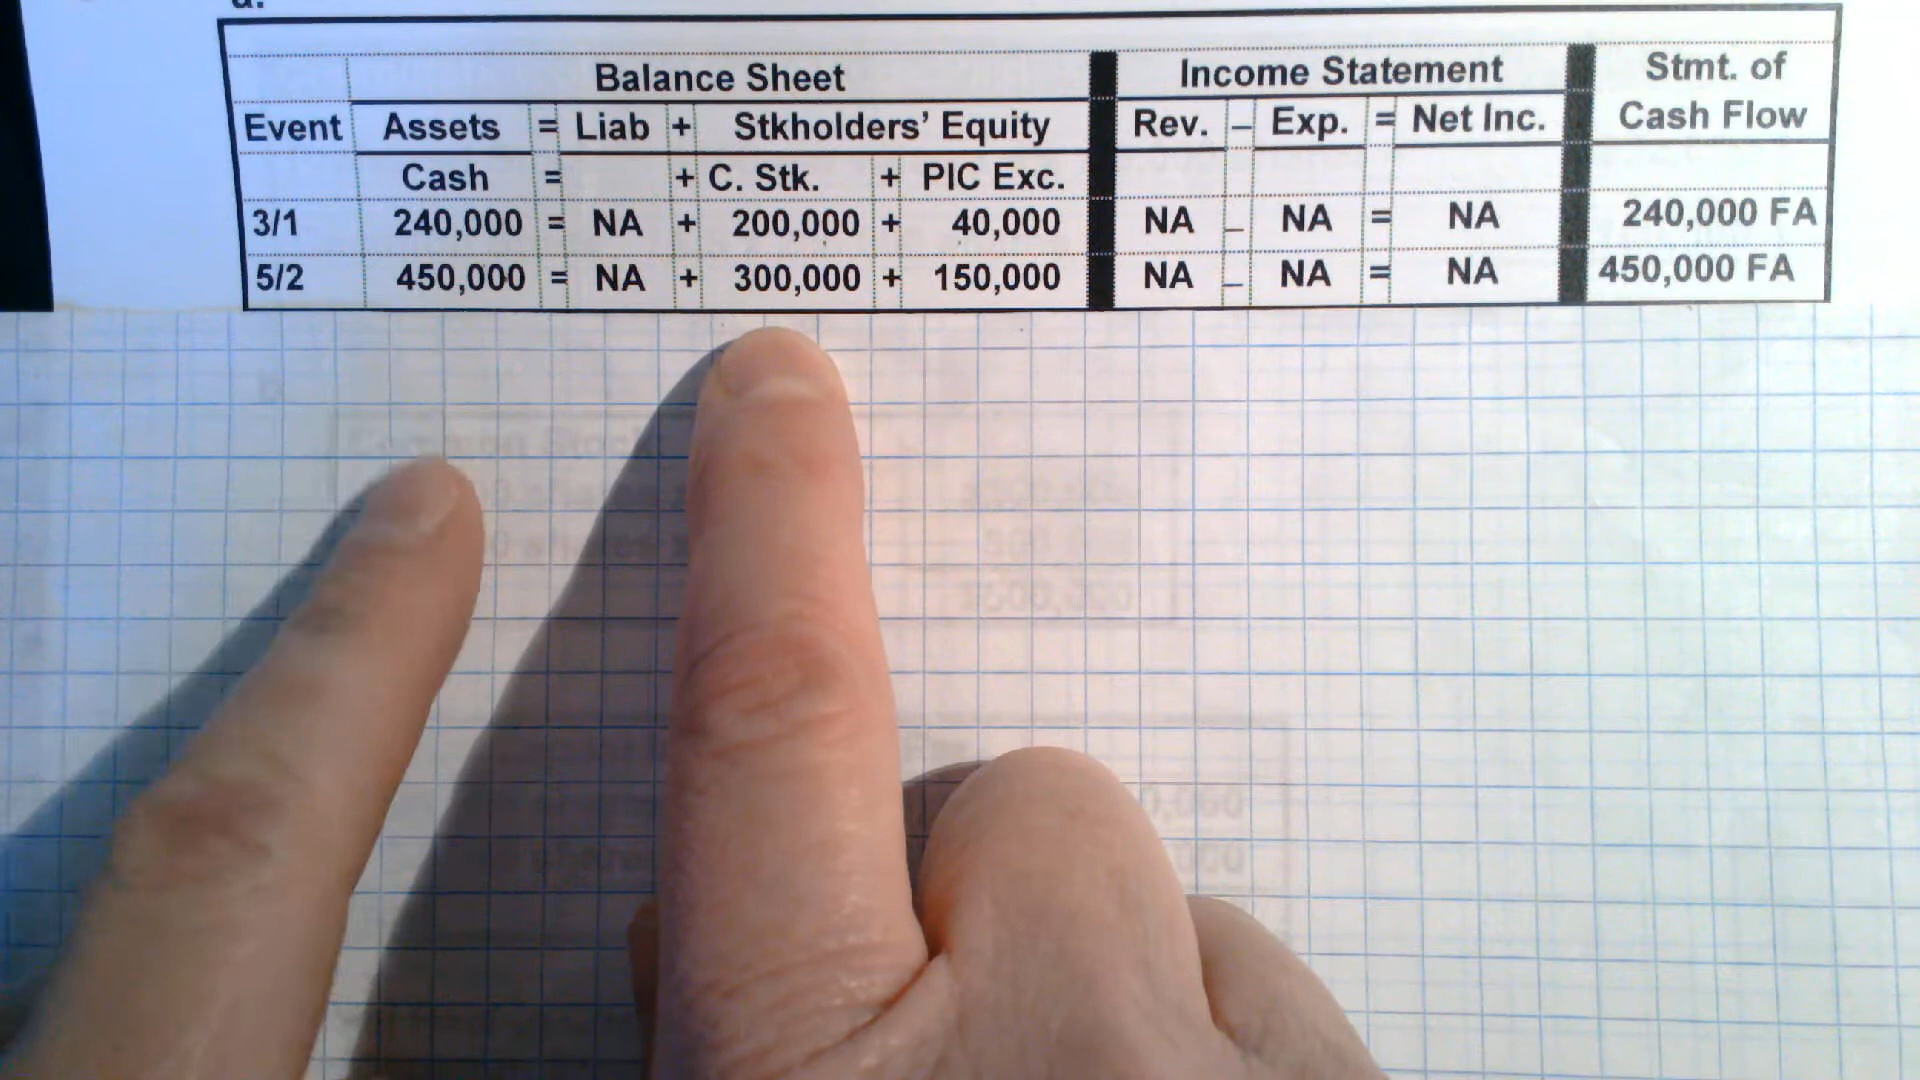 a.
Balance Sheet Income Statement Stmt. of
Event Assets = Liab + Stkholders’ Equity Rev. – Exp. = Net Inc. Cash Flow
Cash = + C. Stk. + PIC Exc.
3/1 240,000 = NA + 200,000 + 40,000 NA – NA = NA 240,000 FA
5/2 450,000 = NA + 300,000 + 150,000 NA – NA = NA 450,000 FA